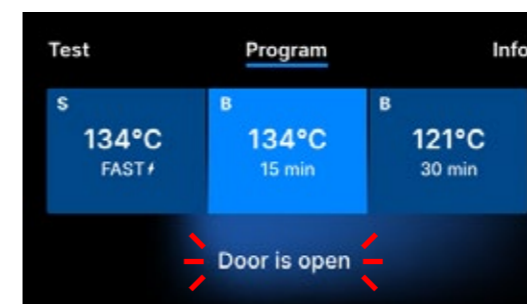 Test Program Info
S B B
134°C 134°C 121°C
FAST 15 min 30 min
Door is open